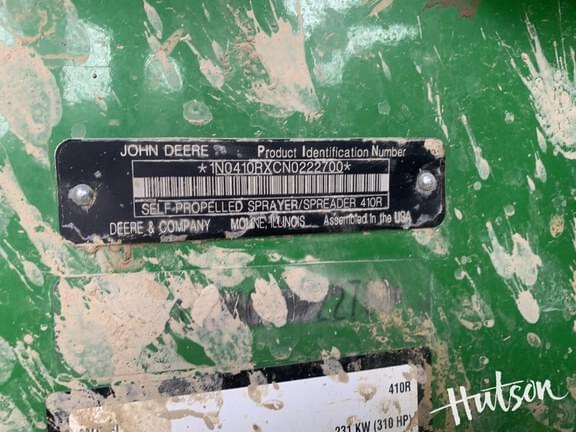 JOHN DEERE Product Identification Number
*1N0410RXCN0222700*
SELF-PROPELLED SPRAYER/SPREADER 410R
DEERE & COMPANY MOLINE, ILLINOIS Assembled in the USA
410R
231 KW (310 HP)
Hutson